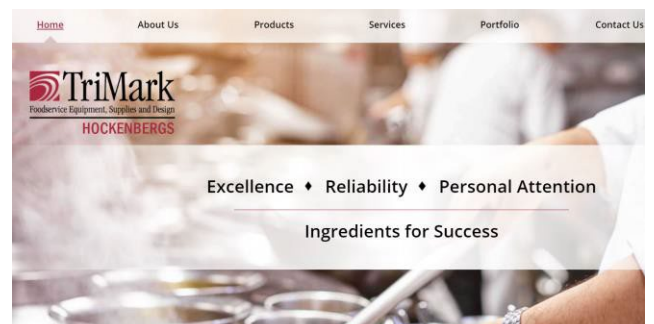 Home About Us Products Services Portfolio Contact Us
TriMark
Foodservice Equipment, Supplies and Design
HOCKENBERGS
Excellence ♦ Reliability ♦ Personal Attention
Ingredients for Success